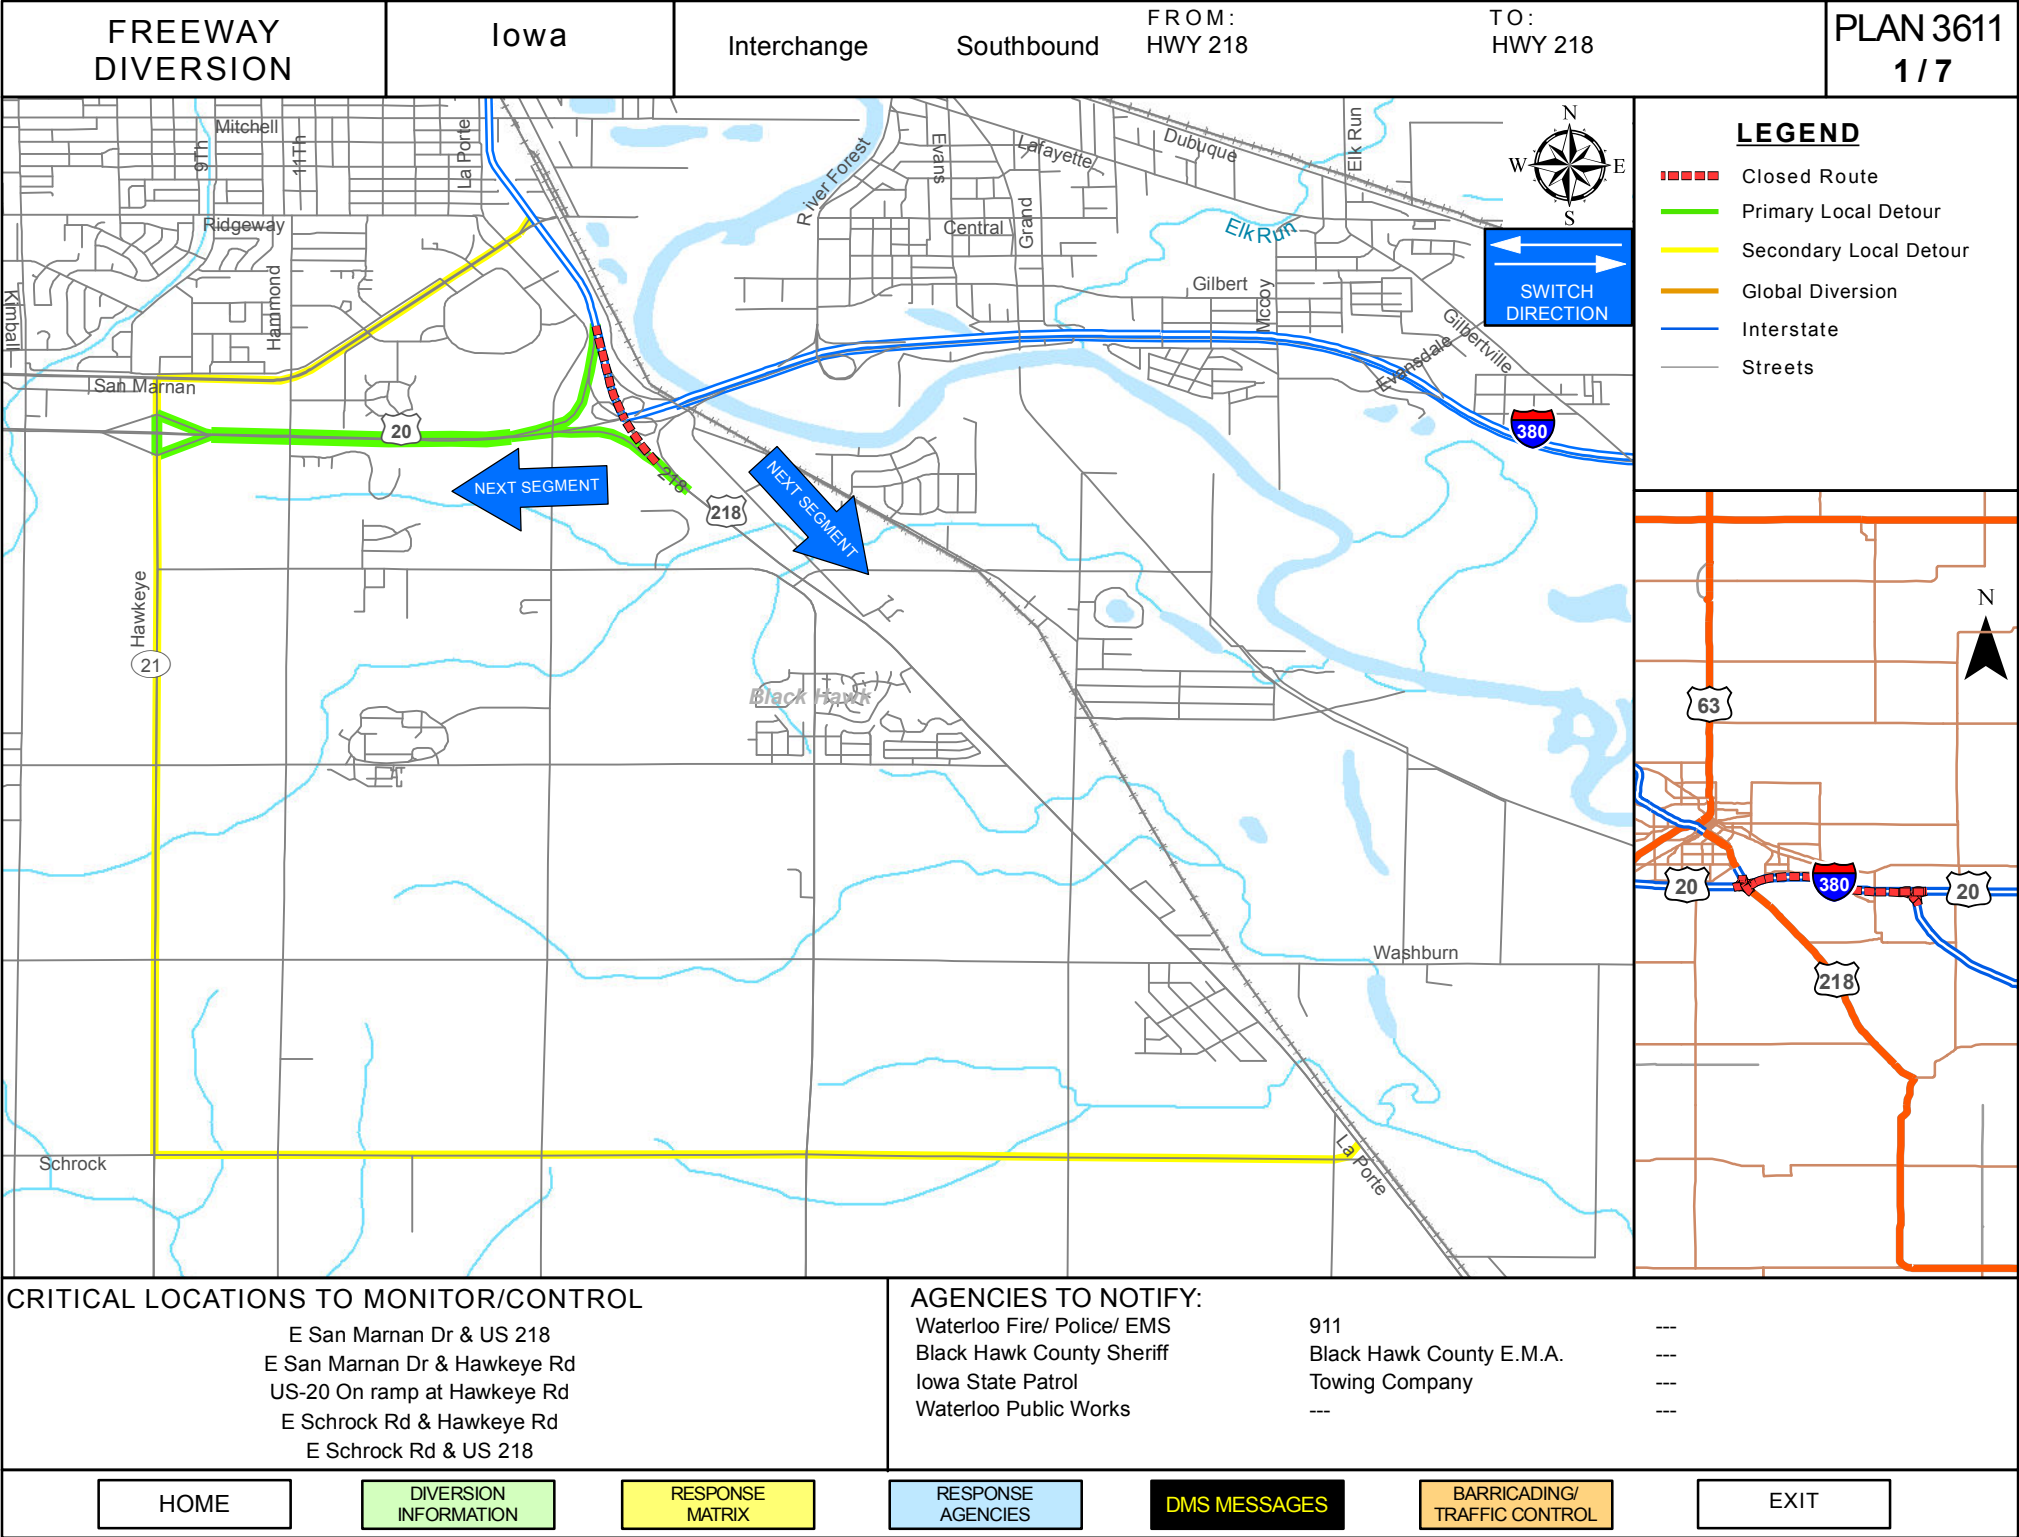 FREEWAY
DIVERSION
Iowa
Interchange
Southbound
FROM:
HWY 218
TO:
HWY 218
PLAN 3611
1 / 7
Mitchell
9Th
11Th
La Porte
Ridgeway
Hammond
Kimball
San Marnan
River Forest
Evans
Lafayette
Dubuque
Elk Run
Central
Grand
Elk Run
Gilbert
Mccoy
Gilbertville
Evansdale
N
W
E
S
SWITCH
DIRECTION
20
380
218
218
NEXT SEGMENT
NEXT SEGMENT
Hawkeye
21
Black Hawk
Washburn
Schrock
La Porte
LEGEND
Closed Route
Primary Local Detour
Secondary Local Detour
Global Diversion
Interstate
Streets
N
63
20
380
20
218
CRITICAL LOCATIONS TO MONITOR/CONTROL
E San Marnan Dr & US 218
E San Marnan Dr & Hawkeye Rd
US-20 On ramp at Hawkeye Rd
E Schrock Rd & Hawkeye Rd
E Schrock Rd & US 218
AGENCIES TO NOTIFY:
Waterloo Fire/ Police/ EMS
911
---
Black Hawk County Sheriff
Black Hawk County E.M.A.
---
Iowa State Patrol
Towing Company
---
Waterloo Public Works
---
---
HOME
DIVERSION
INFORMATION
RESPONSE
MATRIX
RESPONSE
AGENCIES
DMS MESSAGES
BARRICADING/
TRAFFIC CONTROL
EXIT